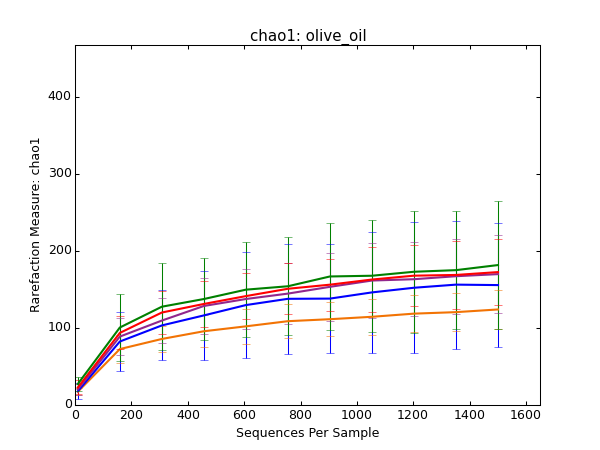 chao1: olive_oil
400
300
200
100
0
Rarefaction Measure: chao1
0 200 400 600 800 1000 1200 1400 1600
Sequences Per Sample